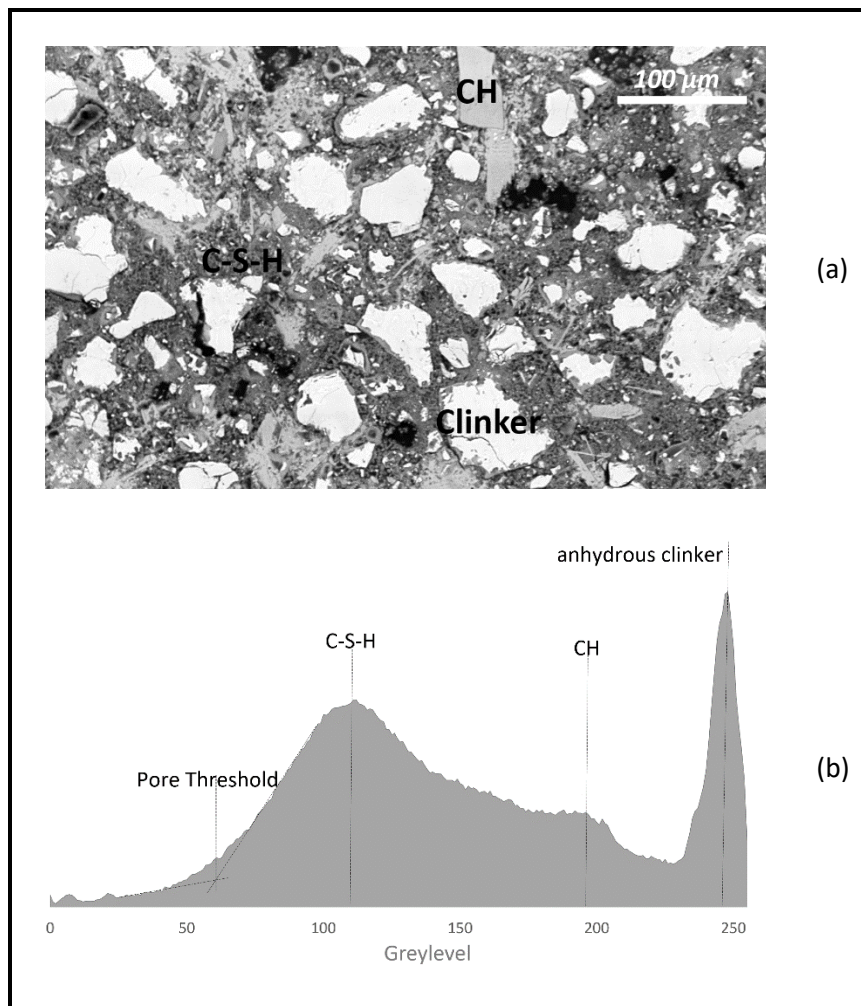 CH
100 µm
C-S-H
(a)
Clinker
anhydrous clinker
C-S-H
CH
Pore Threshold
(b)
0 50 100 150 200 250
Greylevel